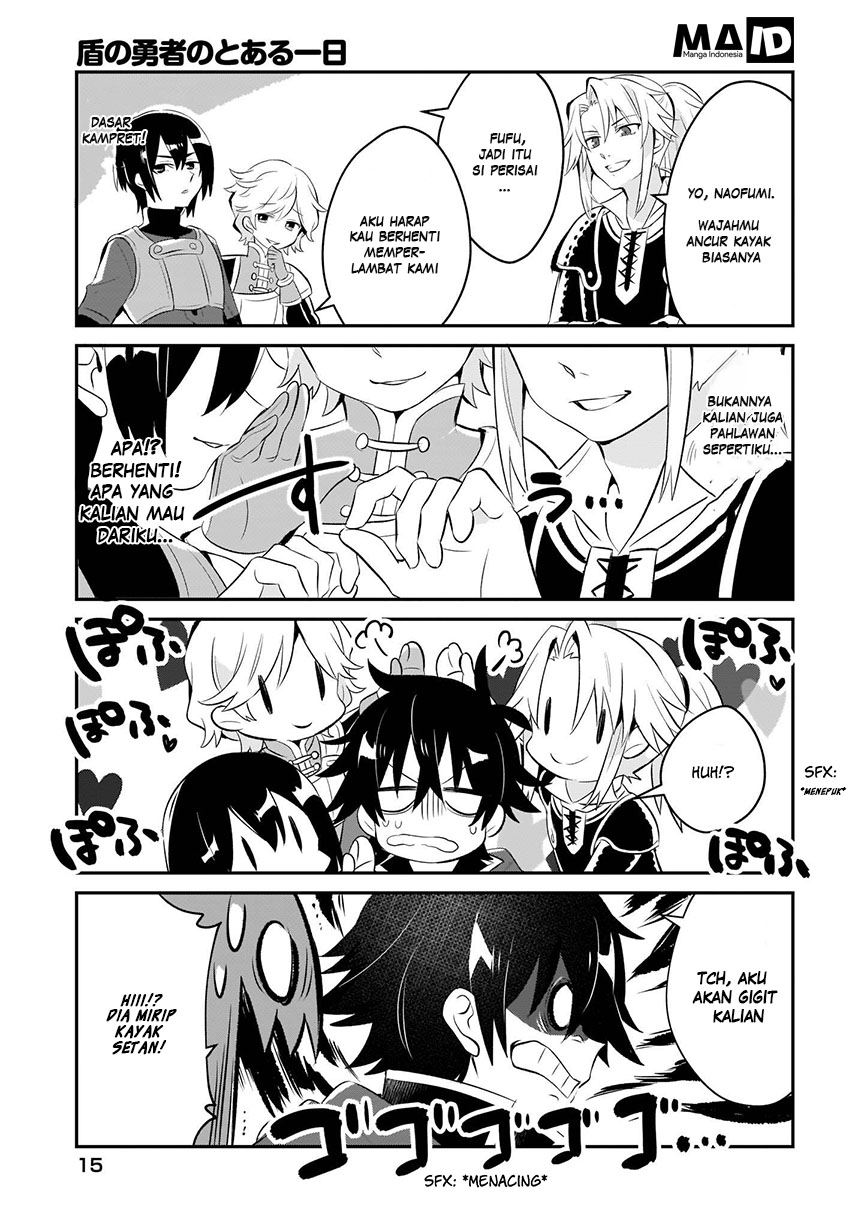 盾の勇者のとある一日
MAID
Manga Indonesia
YO, NAOFUMI.
WAJAHMU
ANCUR KAYAK
BIASANYA
FUFU,
JADI ITU
SI PERISAI
...
AKU HARAP
KAU BERHENTI
MEMPER-
LAMBAT KAMI
DASAR
KAMPRET!
BUKANNYA
KALIAN JUGA
PAHLAWAN
SEPERTIKU...
う...
す
APA!?
BERHENTI!
APA YANG
KALIAN MAU
DARIKU...
ぽふ
ぽふ
HUH!?
SFX:
*MENEPUK*
ぽふ
ぽふ
ぽふ
TCH, AKU
AKAN GIGIT
KALIAN
HIII!?
DIA MIRIP
KAYAK
SETAN!
ゴゴゴゴゴ...
SFX: *MENACING*
15